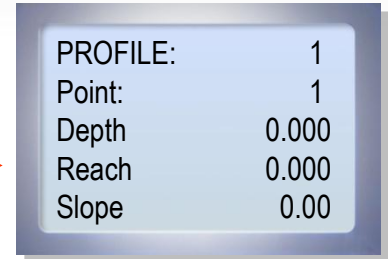 PROFILE: 1
Point: 1
Depth 0.000
Reach 0.000
Slope 0.00